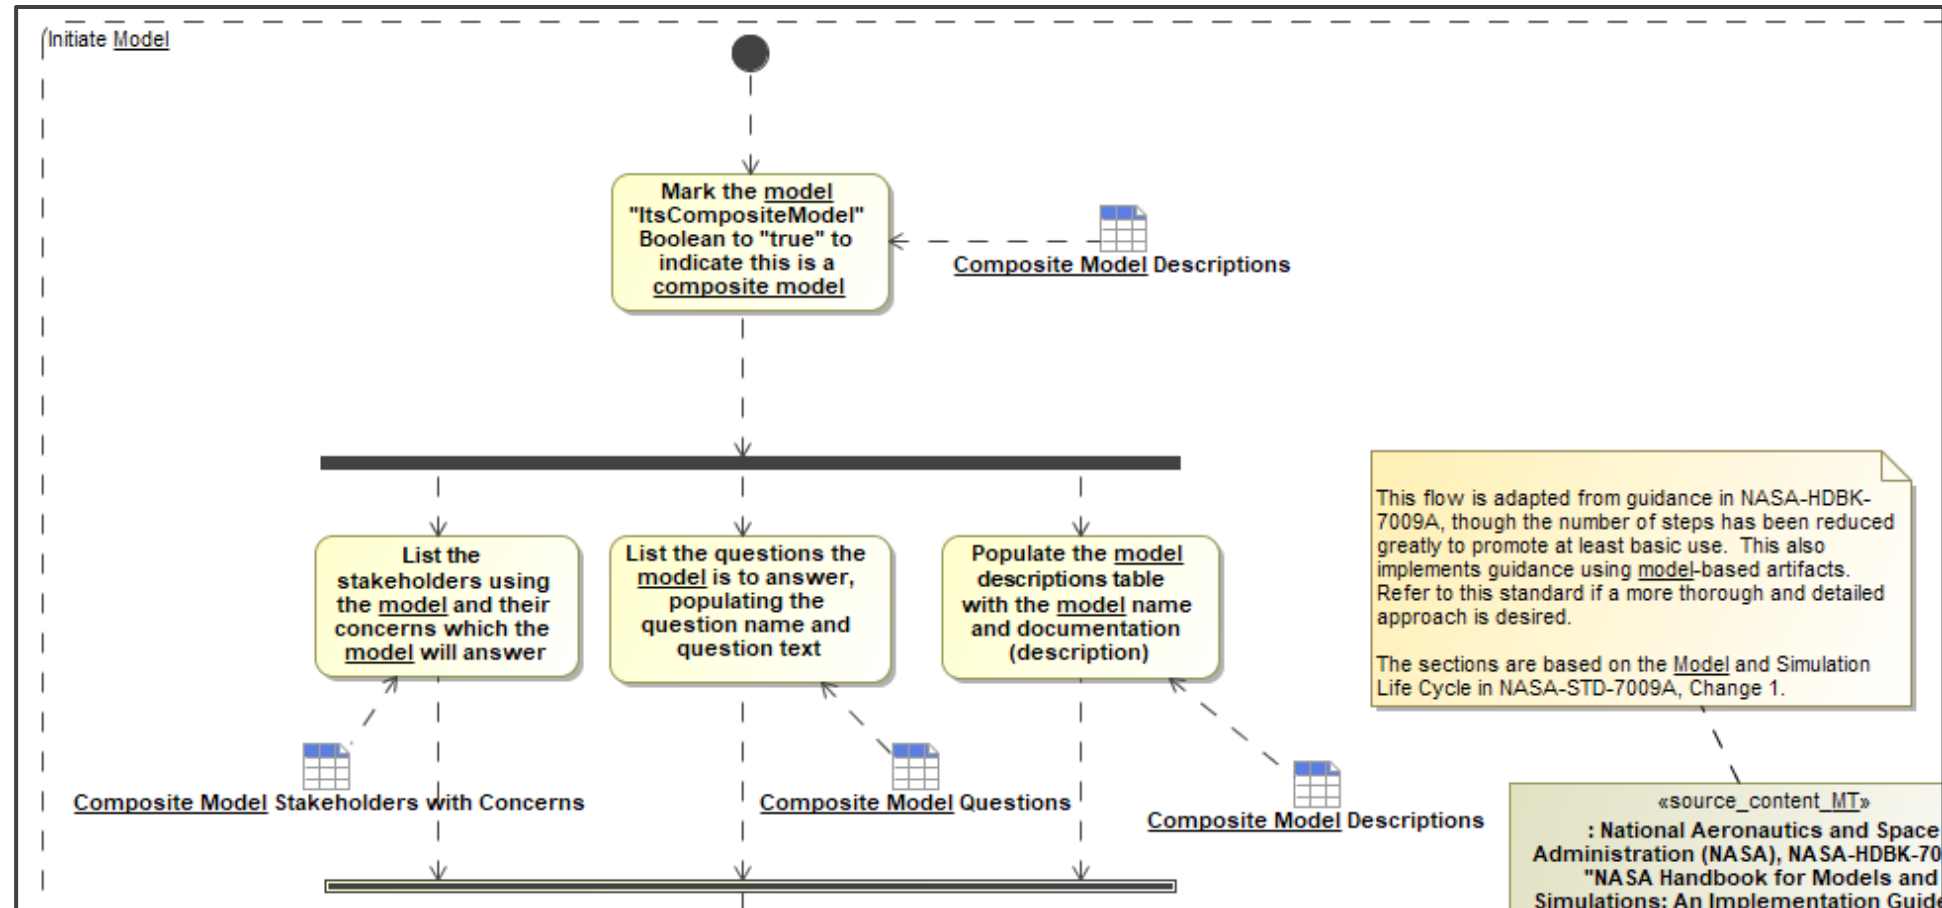 Initiate Model
Mark the model
"ItsCompositeModel"
Boolean to "true" to
indicate this is a
composite model
Composite Model Descriptions
List the
stakeholders using
the model and their
concerns which the
model will answer
List the questions the
model is to answer,
populating the
question name and
question text
Populate the model
descriptions table
with the model name
and documentation
(description)
This flow is adapted from guidance in NASA-HDBK-
7009A, though the number of steps has been reduced
greatly to promote at least basic use.  This also
implements guidance using model-based artifacts.
Refer to this standard if a more thorough and detailed
approach is desired.
The sections are based on the Model and Simulation
Life Cycle in NASA-STD-7009A, Change 1.
Composite Model Stakeholders with Concerns
Composite Model Questions
Composite Model Descriptions
«source_content_MT»
: National Aeronautics and Space
Administration (NASA), NASA-HDBK-70
"NASA Handbook for Models and
Simulations: An Implementation Guide